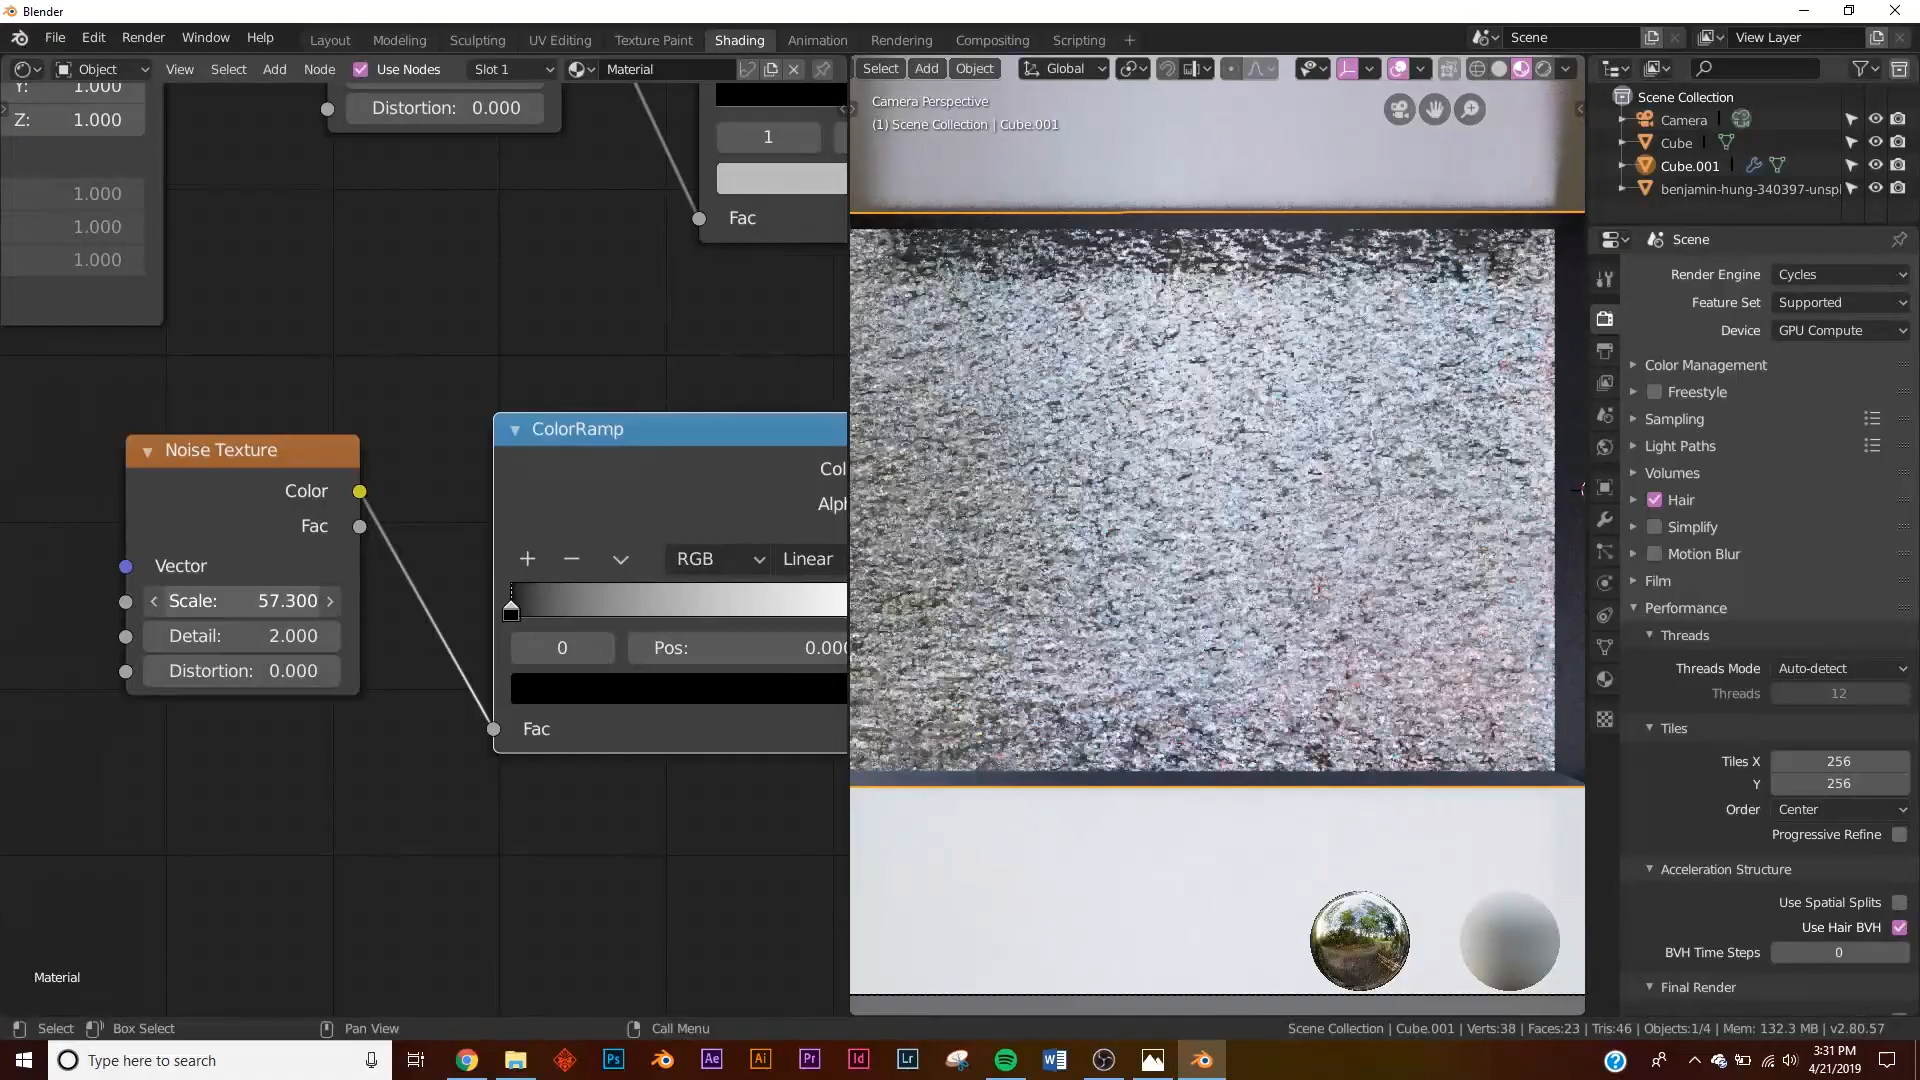 Blender
File Edit Render Window Help Layout Modeling Sculpting UV Editing Texture Paint Shading Animation Rendering Compositing Scripting + Scene View Layer
Object View Select Add Node Use Nodes Slot 1 Material Select Add Object Global
Y: 1.000
Z: 1.000
1.000
1.000
1.000
Distortion: 0.000
1
Fac
Noise Texture
Color
Fac
Vector
Scale: 57.300
Detail: 2.000
Distortion: 0.000
ColorRamp
Col
Alph
RGB Linear
0 Pos: 0.000
Fac
Material
Camera Perspective
(1) Scene Collection | Cube.001
Scene Collection
Camera
Cube
Cube.001
benjamin-hung-340397-unspl
Scene
Render Engine Cycles
Feature Set Supported
Device GPU Compute
Color Management
Freestyle
Sampling
Light Paths
Volumes
Hair
Simplify
Motion Blur
Film
Performance
Threads
Threads Mode Auto-detect
Threads 12
Tiles
Tiles X 256
Y 256
Order Center
Progressive Refine
Acceleration Structure
Use Spatial Splits
Use Hair BVH
BVH Time Steps 0
Final Render
Select Box Select Pan View Call Menu Scene Collection | Cube.001 | Verts:38 | Faces:23 | Tris:46 | Objects:1/4 | Mem: 132.3 MB | v2.80.57
Type here to search
Ps Ae Ai Pr Id Lr
3:31 PM
4/21/2019